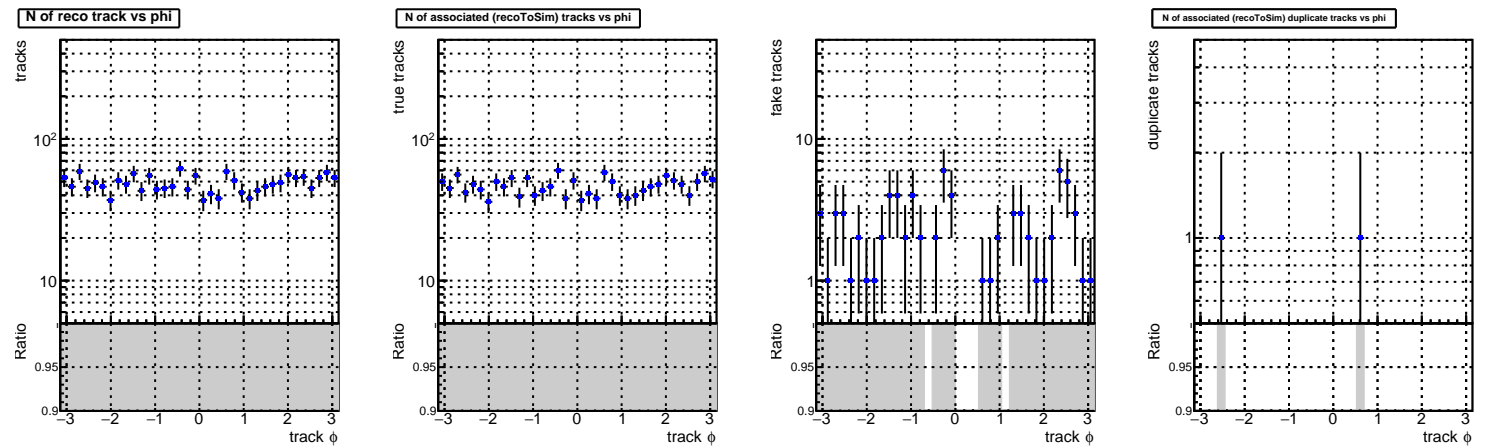 N of reco track vs phi
tracks
10²
10
Ratio
0.95
0.9
−3 −2 −1 0 1 2 3
track ϕ
N of associated (recoToSim) tracks vs phi
true tracks
10²
10
Ratio
0.95
0.9
−3 −2 −1 0 1 2 3
track ϕ
fake tracks
10
1
Ratio
0.95
0.9
−3 −2 −1 0 1 2 3
track ϕ
N of associated (recoToSim) duplicate tracks vs phi
duplicate tracks
1
Ratio
0.95
0.9
−3 −2 −1 0 1 2 3
track ϕ